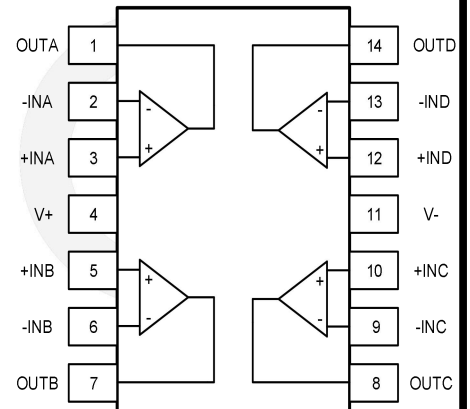 OUTA 1 14 OUTD
-INA 2 - - 13 -IND
+INA 3 + + 12 +IND
V+ 4 11 V-
+INB 5 + + 10 +INC
-INB 6 - - 9 -INC
OUTB 7 8 OUTC